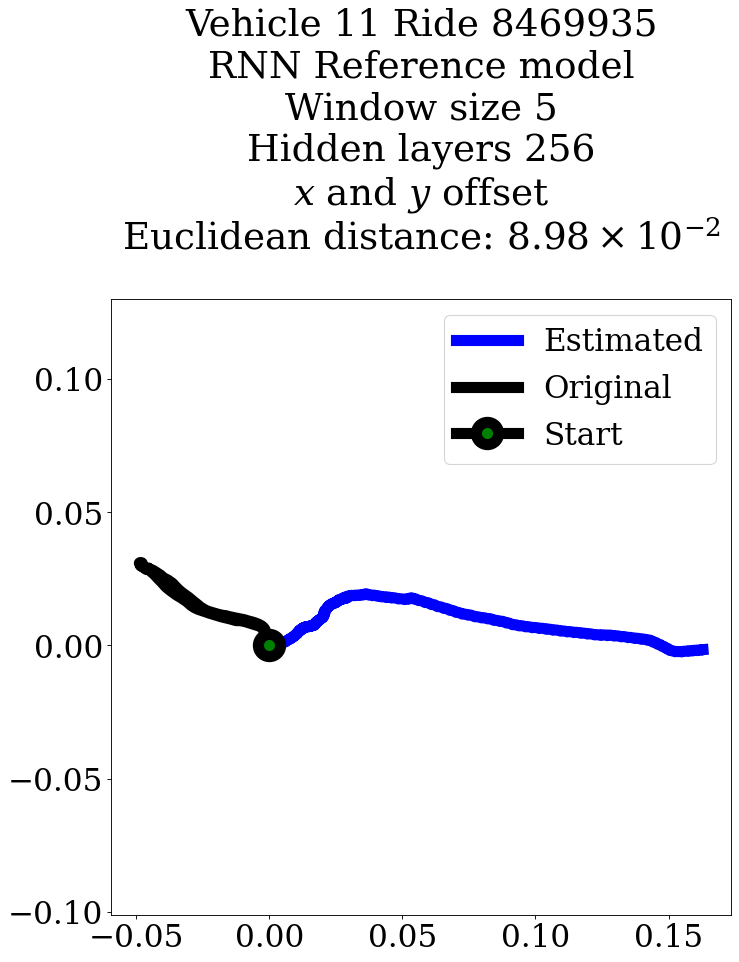 Vehicle 11 Ride 8469935
RNN Reference model
Window size 5
Hidden layers 256
x and y offset
Euclidean distance: 8.98 × 10⁻²
Estimated
Original
Start
0.10
0.05
0.00
−0.05
−0.10
−0.05 0.00 0.05 0.10 0.15